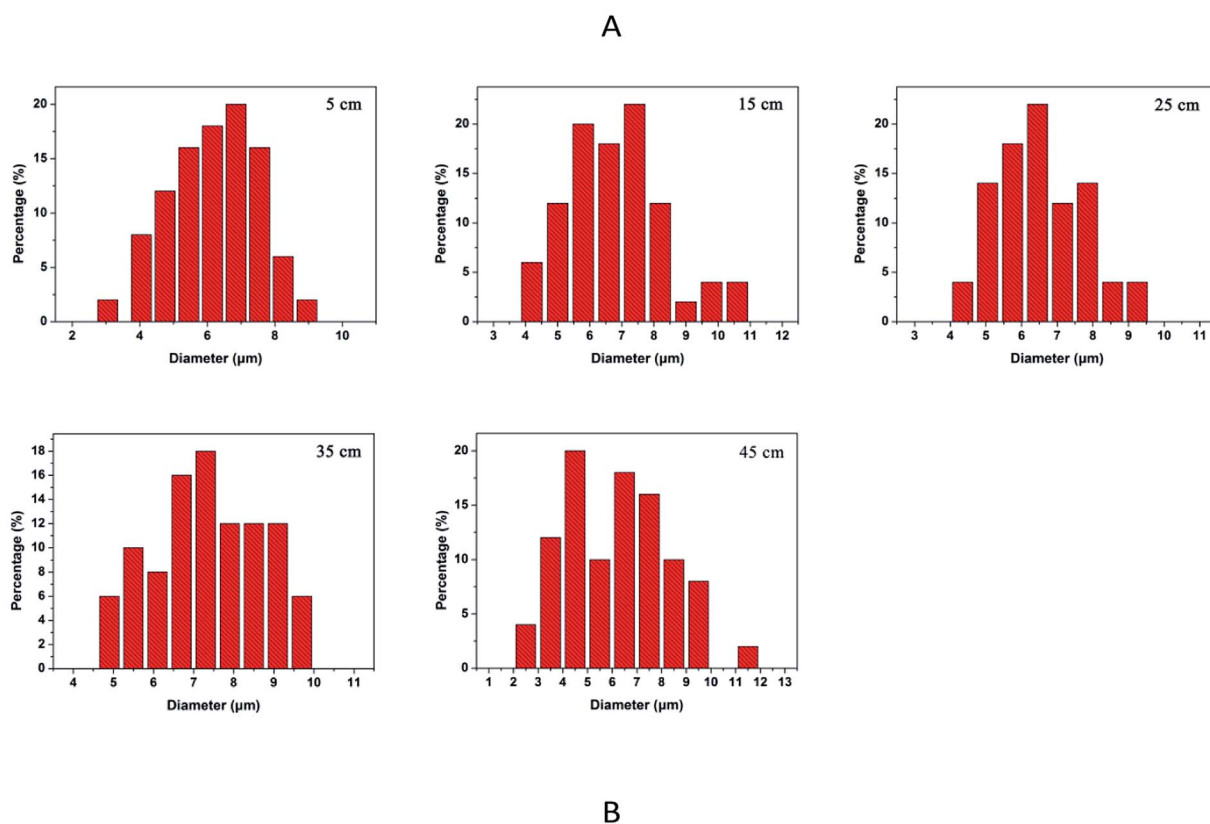 A
5 cm
20
15
10
5
0
Percentage (%)
2 4 6 8 10
Diameter (µm)
15 cm
20
15
10
5
0
Percentage (%)
3 4 5 6 7 8 9 10 11 12
Diameter (µm)
25 cm
20
15
10
5
0
Percentage (%)
3 4 5 6 7 8 9 10 11
Diameter (µm)
35 cm
18
16
14
12
10
8
6
4
2
0
Percentage (%)
4 5 6 7 8 9 10 11
Diameter (µm)
45 cm
20
15
10
5
0
Percentage (%)
1 2 3 4 5 6 7 8 9 10 11 12 13
Diameter (µm)
B